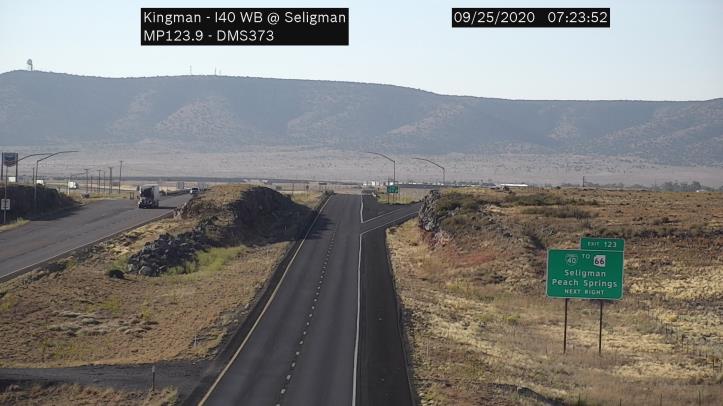 Kingman - I40 WB @ Seligman
MP123.9 - DMS373
09/25/2020 07:23:52
EXIT 123
40 TO 66
Seligman
Peach Springs
NEXT RIGHT